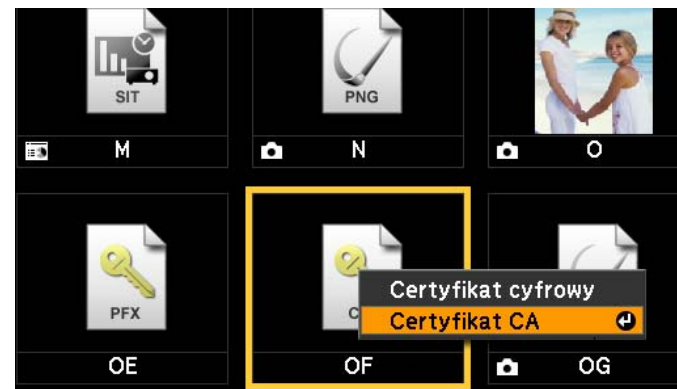 SIT
PNG
M
N
O
Certyfikat cyfrowy
Certyfikat CA
PFX
OE
OF
OG